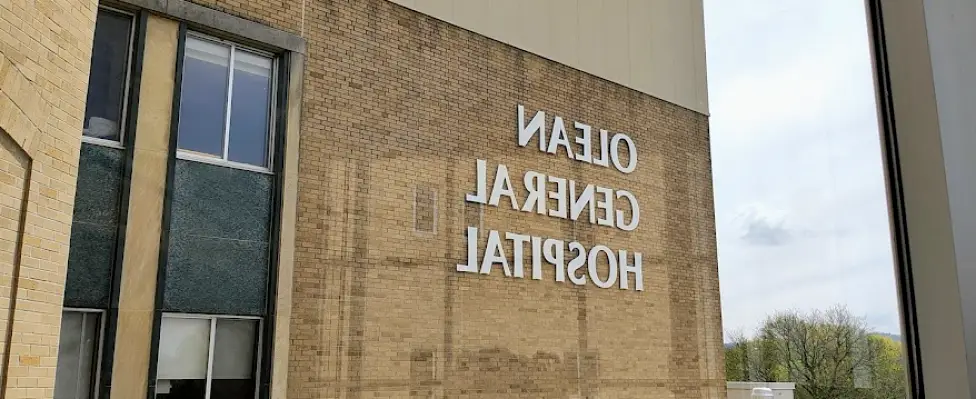 OLEAN
GENERAL
HOSPITAL